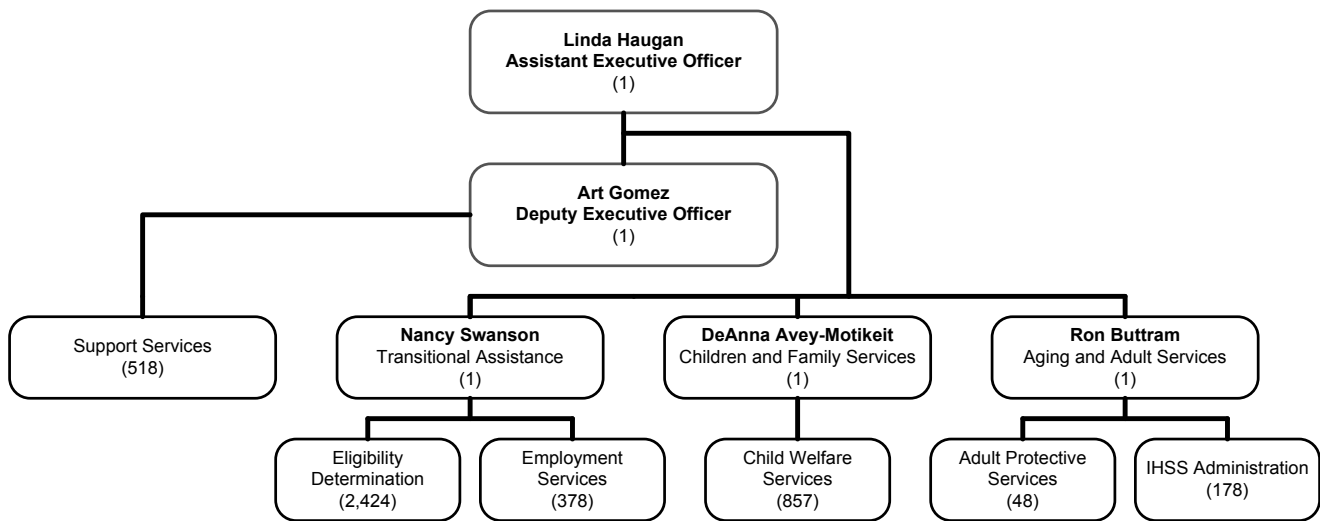 Linda Haugan
Assistant Executive Officer
(1)
Art Gomez
Deputy Executive Officer
(1)
Support Services
(518)
Nancy Swanson
Transitional Assistance
(1)
DeAnna Avey-Motikeit
Children and Family Services
(1)
Ron Buttram
Aging and Adult Services
(1)
Eligibility
Determination
(2,424)
Employment
Services
(378)
Child Welfare
Services
(857)
Adult Protective
Services
(48)
IHSS Administration
(178)